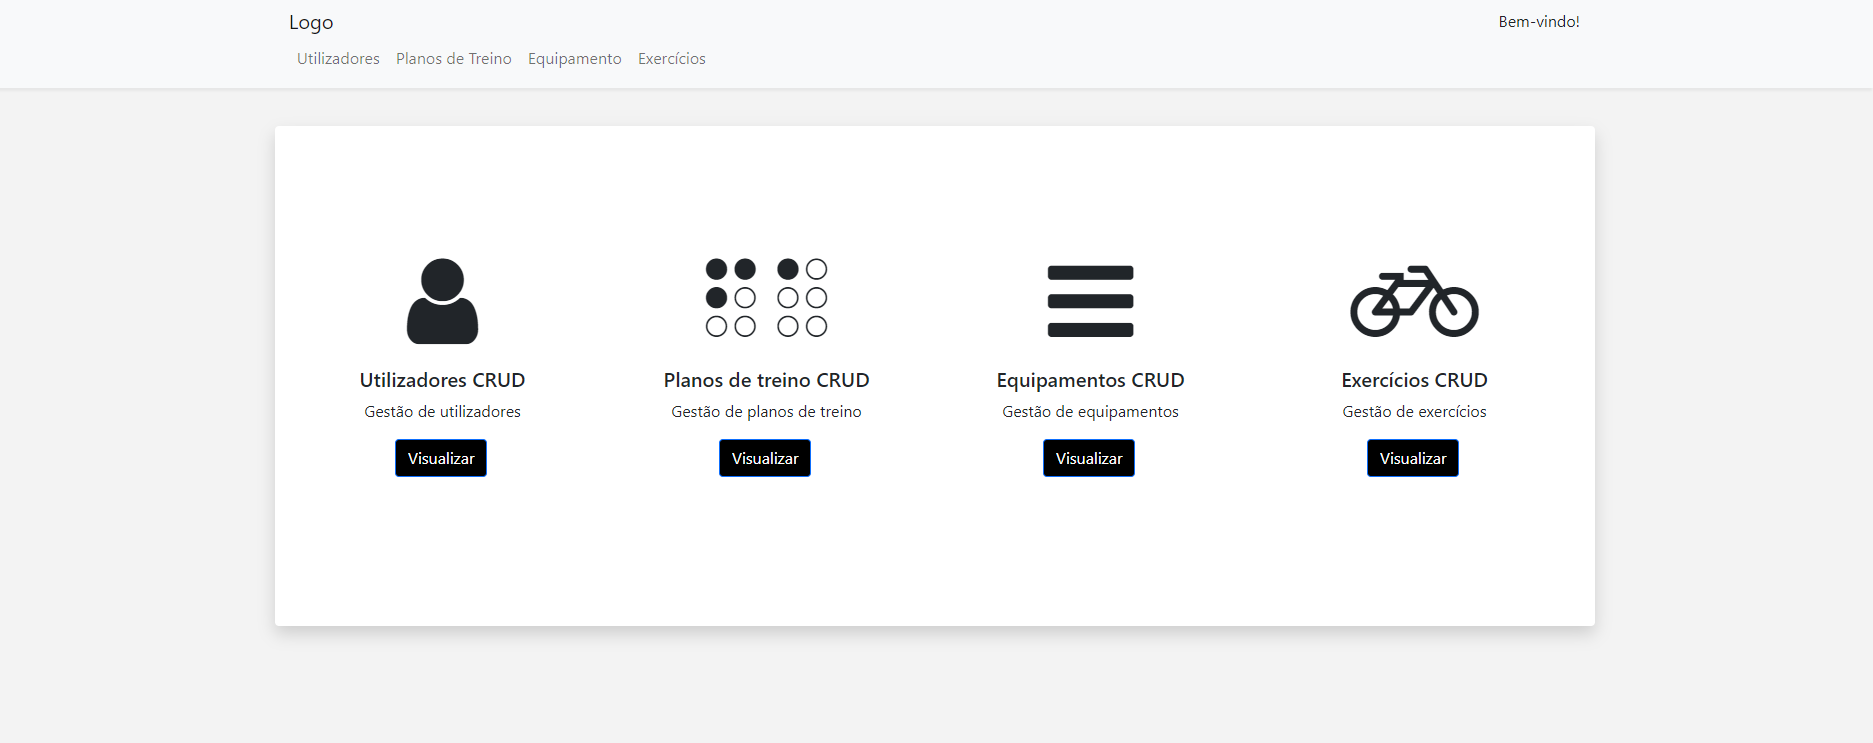 Logo
Bem-vindo!
Utilizadores Planos de Treino Equipamento Exercícios
Utilizadores CRUD
Gestão de utilizadores
Visualizar
Planos de treino CRUD
Gestão de planos de treino
Visualizar
Equipamentos CRUD
Gestão de equipamentos
Visualizar
Exercícios CRUD
Gestão de exercícios
Visualizar